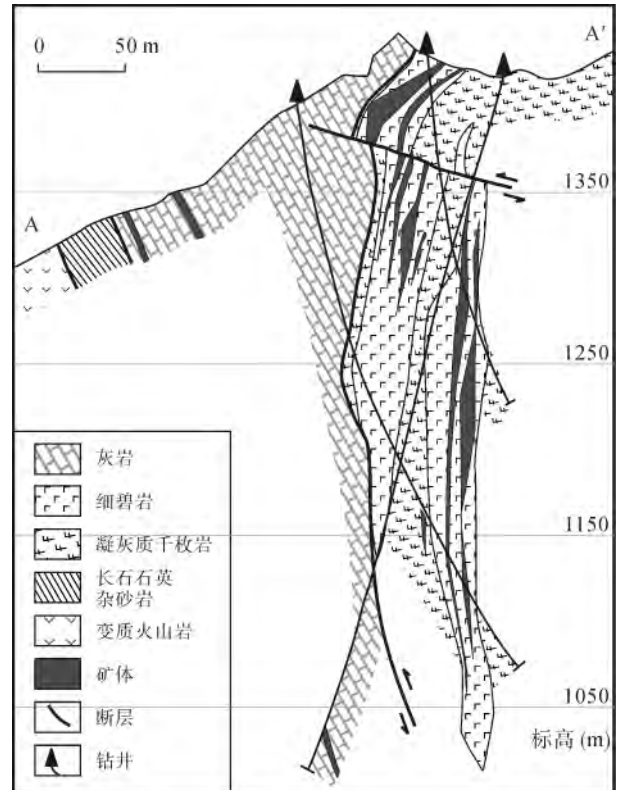 0 50 m
A'
1350
A
1250
灰岩
细碧岩
凝灰质千枚岩
1150
长石石英
杂砂岩
变质火山岩
矿体
1050
断层
标高 (m)
钻井